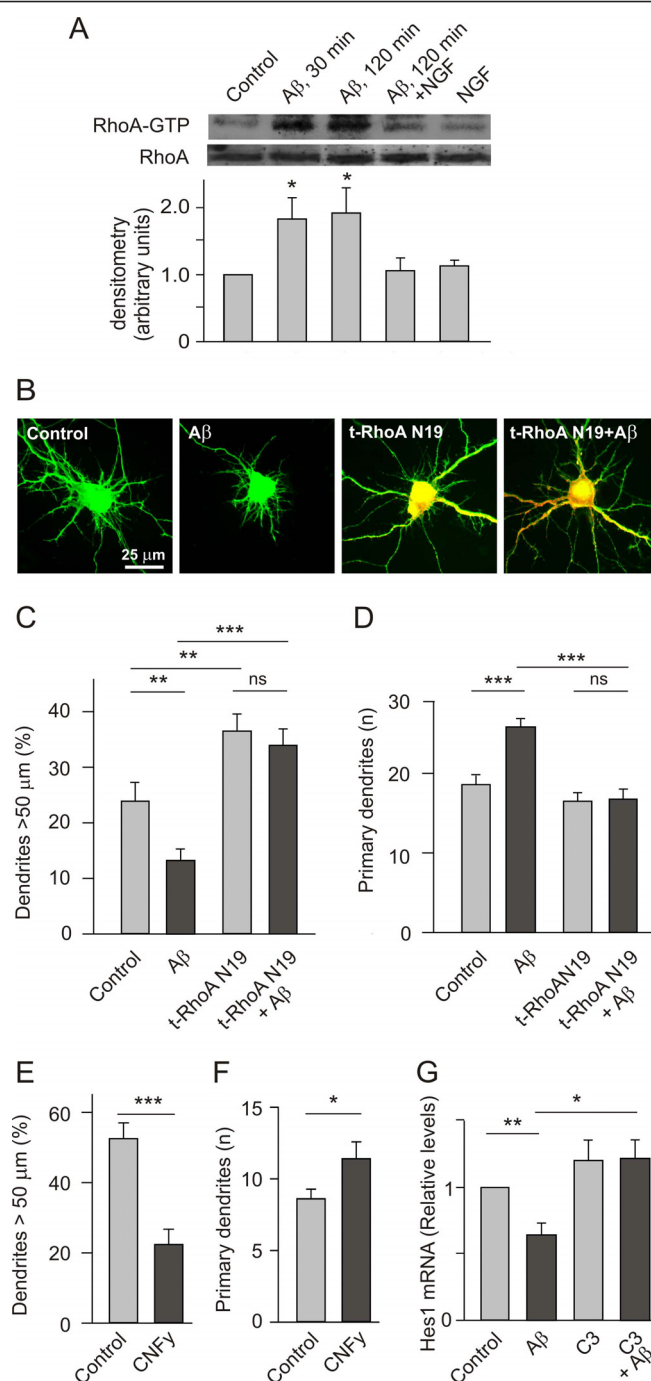 A
Control
Aβ, 30 min
Aβ, 120 min
Aβ, 120 min
+NGF
NGF
RhoA-GTP
RhoA
densitometry
(arbitrary units)
2.0
1.0
0
*
*
B
Control
Aβ
t-RhoA N19
t-RhoA N19+Aβ
25 μm
C
Dendrites >50 μm (%)
40
30
20
10
0
***
**
**
ns
Control
Aβ
t-RhoA N19
t-RhoA N19
+ Aβ
D
Primary dendrites (n)
30
20
10
0
***
***
ns
Control
Aβ
t-RhoAN19
t-RhoA N19
+ Aβ
E
Dendrites > 50 μm (%)
60
40
20
0
***
Control
CNFy
F
Primary dendrites (n)
15
10
5
0
*
Control
CNFy
G
Hes1 mRNA (Relative levels)
1
0
**
*
Control
Aβ
C3
C3
+ Aβ